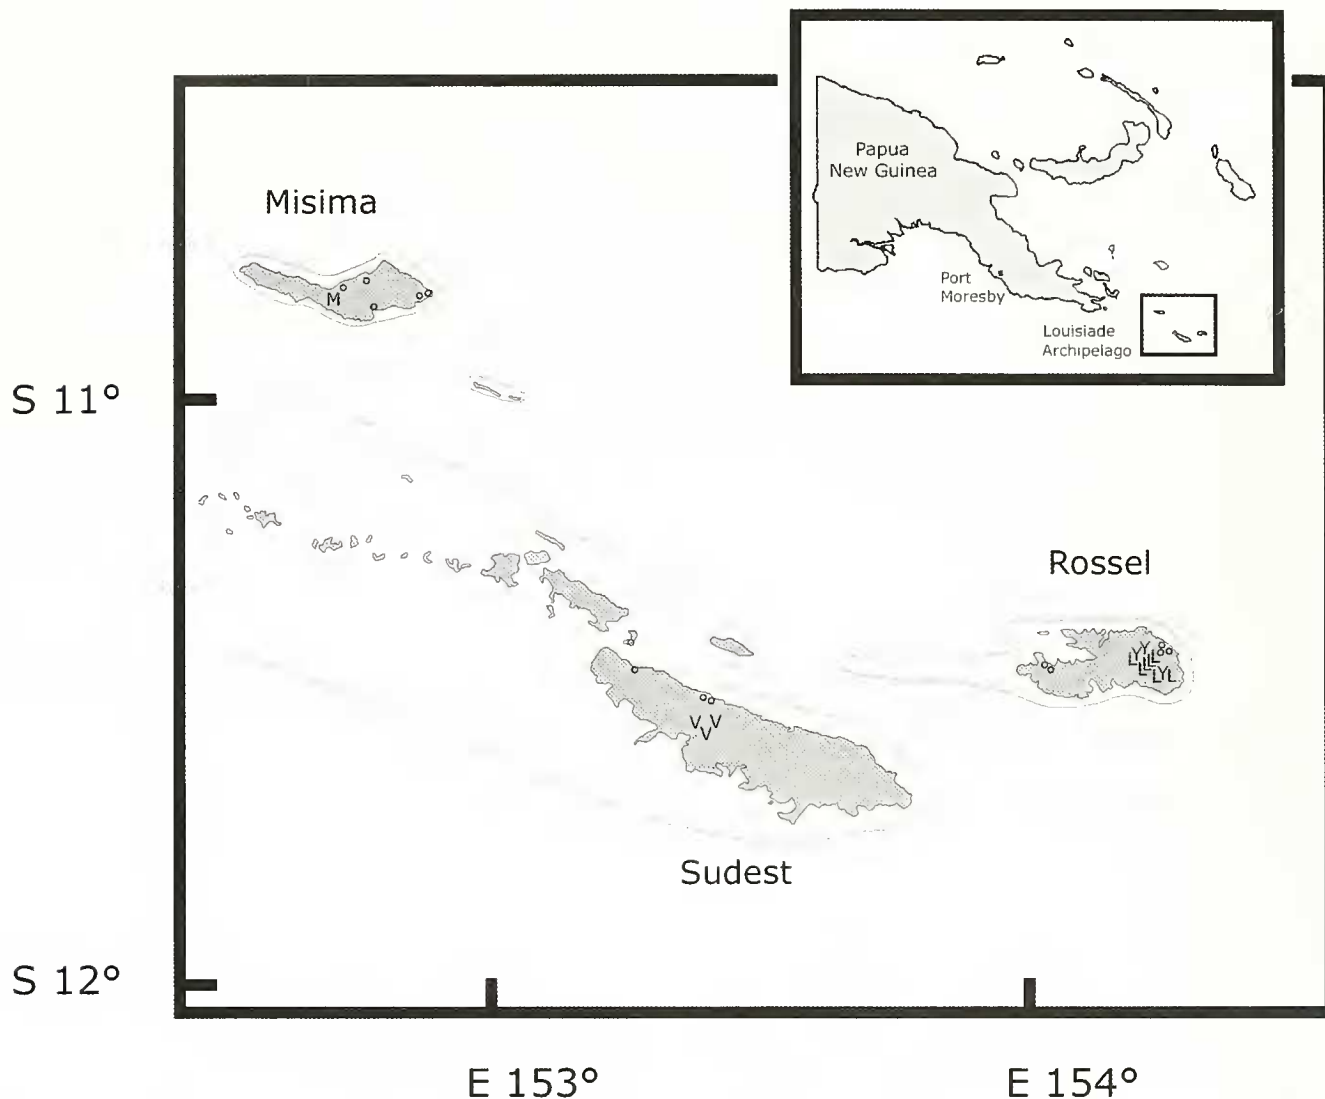 Papua
New Guinea
Port
Moresby
Louisiade
Archipelago
Misima
M
S 11°
Rossel
V V
V
Sudest
S 12°
E 153° E 154°